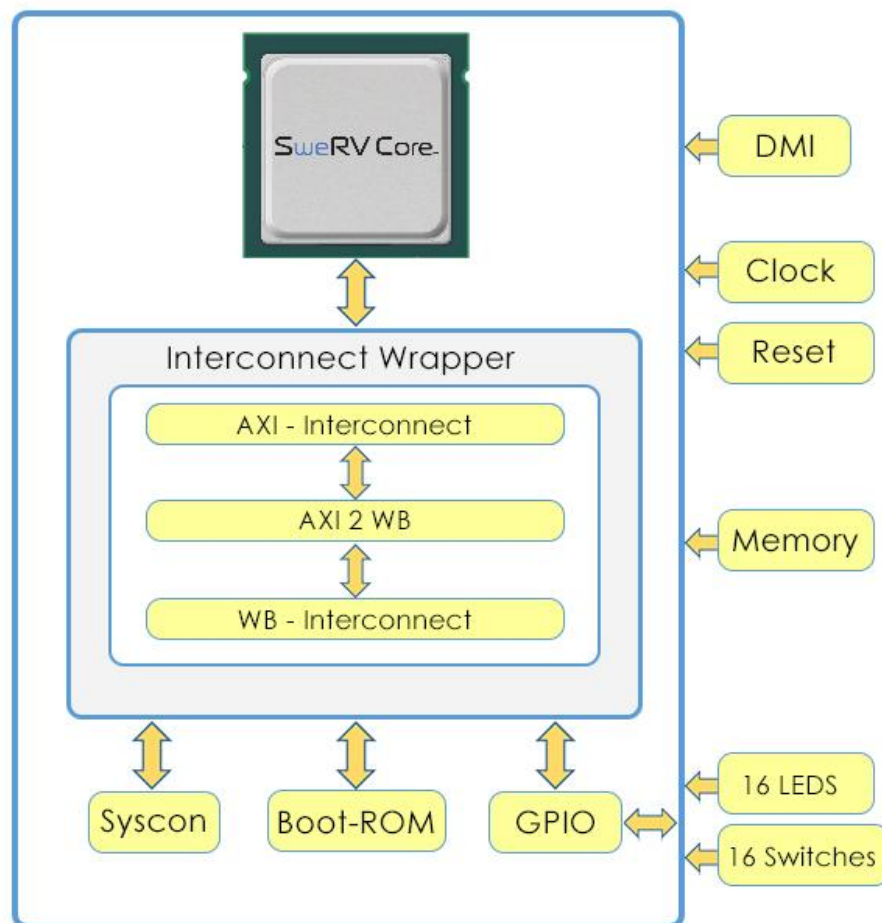 SweRV Core™
DMI
Clock
Reset
Interconnect Wrapper
AXI - Interconnect
AXI 2 WB
WB - Interconnect
Memory
Syscon
Boot-ROM
GPIO
16 LEDS
16 Switches